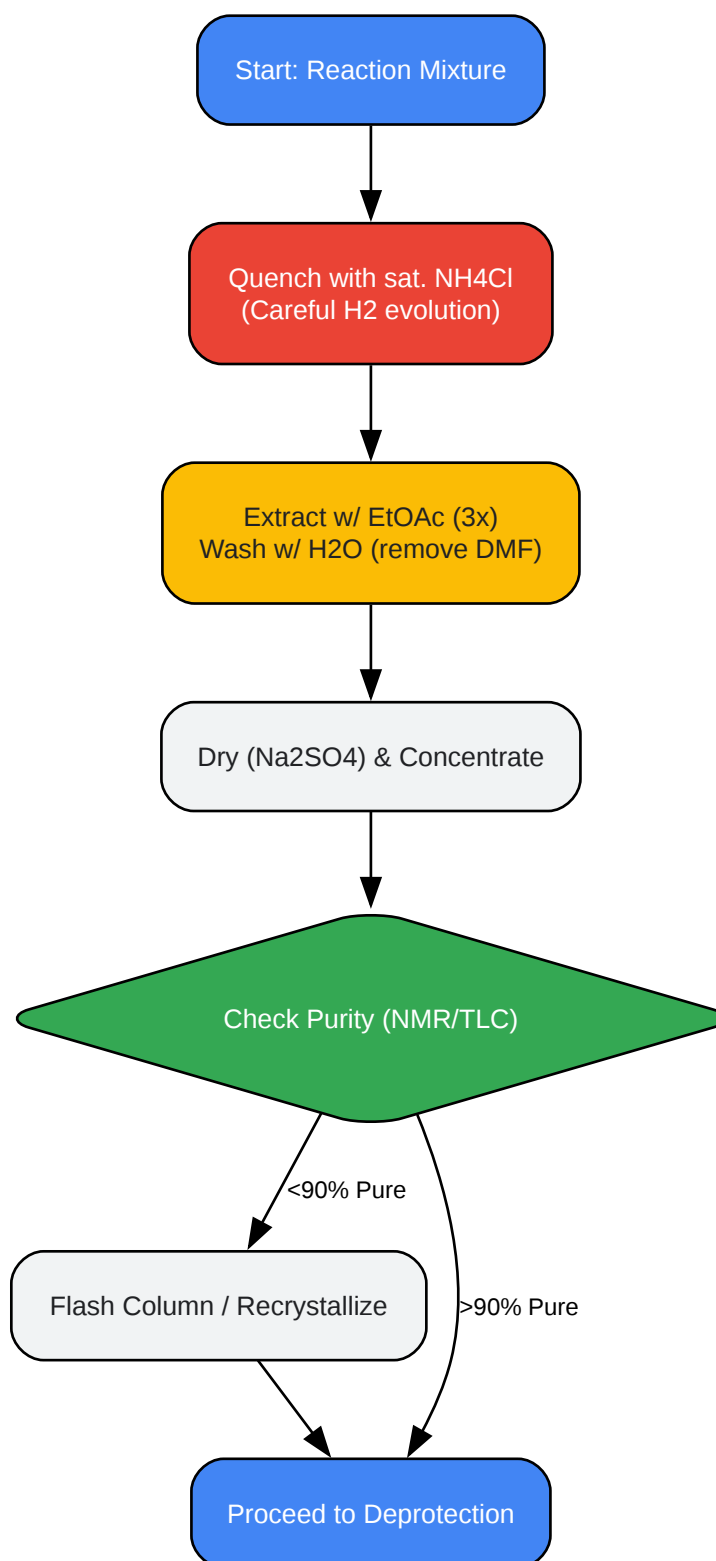 Start: Reaction Mixture
Quench with sat. NH4Cl
(Careful H2 evolution)
Extract w/ EtOAc (3x)
Wash w/ H2O (remove DMF)
Dry (Na2SO4) & Concentrate
Check Purity (NMR/TLC)
<90% Pure
Flash Column / Recrystallize
>90% Pure
Proceed to Deprotection